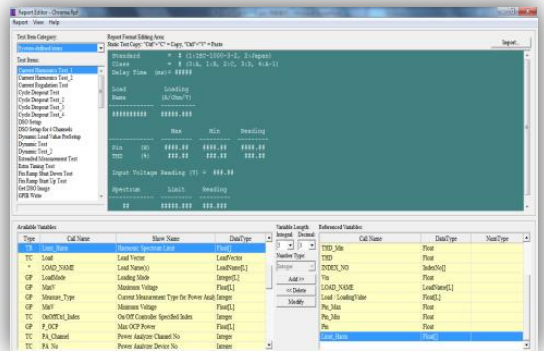 Report Editor - Chroma.Rpf
Report View Help
Test Item Category:
System-defined items
Test Items:
Current Harmonics Test_1
Current Harmonics Test_2
Current Regulation Test
Cycle Dropout Test
Cycle Dropout Test_2
Cycle Dropout Test_3
Cycle Dropout Test_4
DSO Setup
DSO Setup for 4 Channels
Dynamic Load Value PreSetup
Dynamic Test
Dynamic Test_2
Extended Measurement Test
Extra Timing Test
Fin Ramp Shut Down Test
Fin Ramp Start Up Test
Get DSO Image
GPIB Write
Report Format Editing Area:
Static Text Copy: "Ctrl"+"C" = Copy, "Ctrl"+"V" = Paste
Import...
Standard = # (1:IEC-1000-3-2, 2:Japan)
Class = # (0:A, 1:B, 2:C, 3:D, 4:A-1)
Delay Time (ms)= #####
Load Loading
Name (A/Ohm/V)
Max Min Reading
Pin (W) ####.## ####.## ####.##
THD (%) ###.## ###.## ###.##
Input Voltage Reading (V) = ###.##
Spectrum Limit Reading
## #####.### ###.###
Available Variables:
Type Call Name Show Name DataType
TR Limit_Harm Harmonic Spectrum Limit Float[]
TC Load Load Vector LoadVector
* LOAD_NAME Load Name(s) LoadName[L]
GP LoadMode Loading Mode Integer[L]
GP MaxV Maximum Voltage Float[L]
GP Measure_Type Current Measurement Type for Power Analy Integer
GP MinV Minimum Voltage Float[L]
TC OnOffCtrl_Index On/Off Controller Specified Index Integer
GP P_OCP Max OCP Power Float[L]
TC PA_Channel Power Analyzer Channel No Integer
TC PA_No Power Analyzer Device No Integer
Variable Length:
Integral: Decimal:
3 3
Number Type:
Integer
Add >>
<< Delete
Modify
Referenced Variables:
Call Name DataType NumType
THD_Min Float
THD Float
INDEX_NO IndexNo[]
Vin Float
LOAD_NAME LoadName[L]
Load - LoadingValue Float[L]
Pin_Max Float
Pin_Min Float
Pin Float
Limit_Harm Float[]